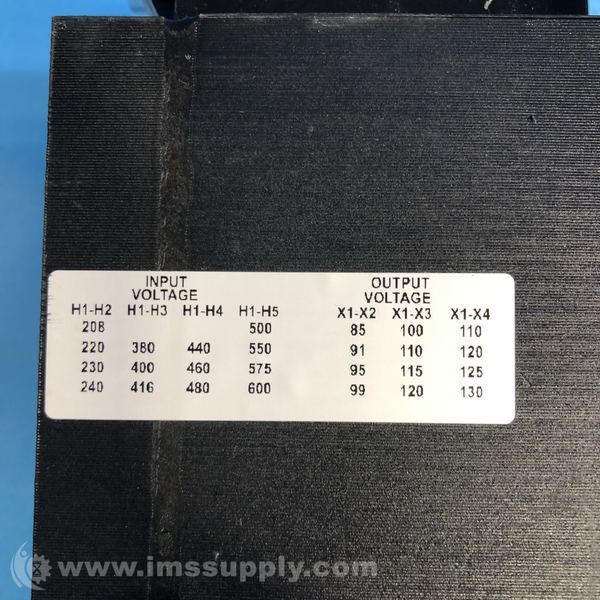 INPUT VOLTAGE OUTPUT VOLTAGE
H1-H2 H1-H3 H1-H4 H1-H5 X1-X2 X1-X3 X1-X4
208 500 85 100 110
220 380 440 550 91 110 120
230 400 460 575 95 115 125
240 416 480 600 99 120 130
www.imssupply.com